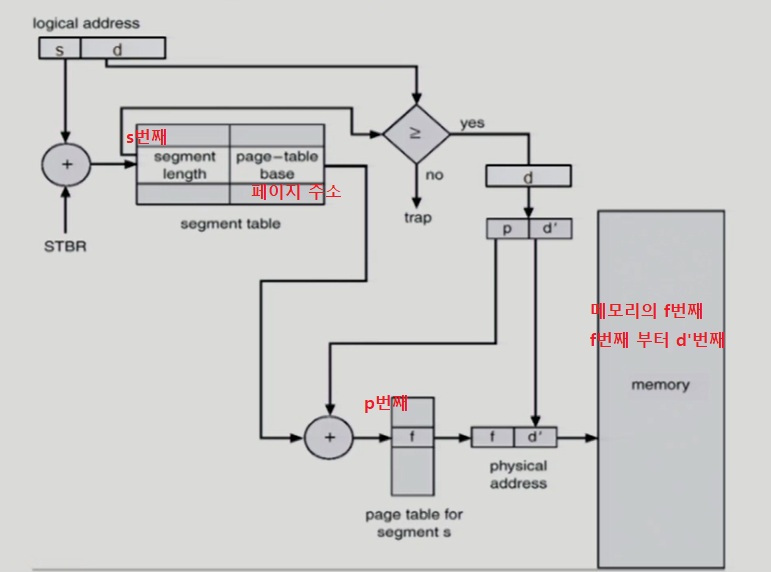 logical address
s d
s번째
segment length
page-table base
페이지 주소
segment table
+
STBR
≥
yes
no
trap
d
p d'
메모리의 f번째
f번째 부터 d'번째
memory
p번째
+
f
f d'
physical address
page table for
segment s